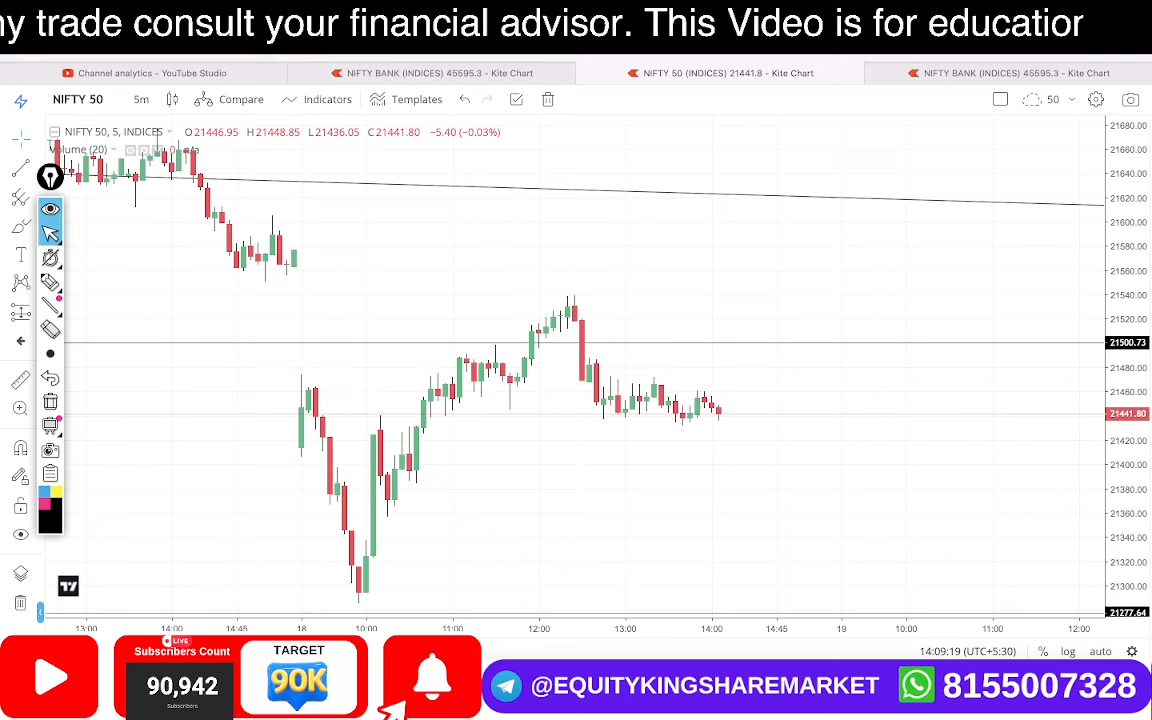 ny trade consult your financial advisor. This Video is for education
Channel analytics - YouTube Studio
NIFTY BANK (INDICES) 45595.3 - Kite Chart
NIFTY 50 (INDICES) 21441.8 - Kite Chart
NIFTY BANK (INDICES) 45595.3 - Kite Chart
NIFTY 50
5m
Compare
Indicators
Templates
50
NIFTY 50, 5, INDICES O21446.95 H21448.85 L21436.05 C21441.80 −5.40 (−0.03%)
Volume (20) 0 n/a
21680.00
21660.00
21640.00
21620.00
21600.00
21580.00
21560.00
21540.00
21520.00
21500.73
21480.00
21460.00
21441.80
21420.00
21400.00
21380.00
21360.00
21340.00
21320.00
21300.00
21277.64
13:00 14:00 14:45 18 10:00 11:00 12:00 13:00 14:00 14:45 19 10:00 11:00 12:00
14:09:19 (UTC+5:30) % log auto
LIVE
Subscribers Count
90,942
Subscribers
TARGET
90K
@EQUITYKINGSHAREMARKET
8155007328